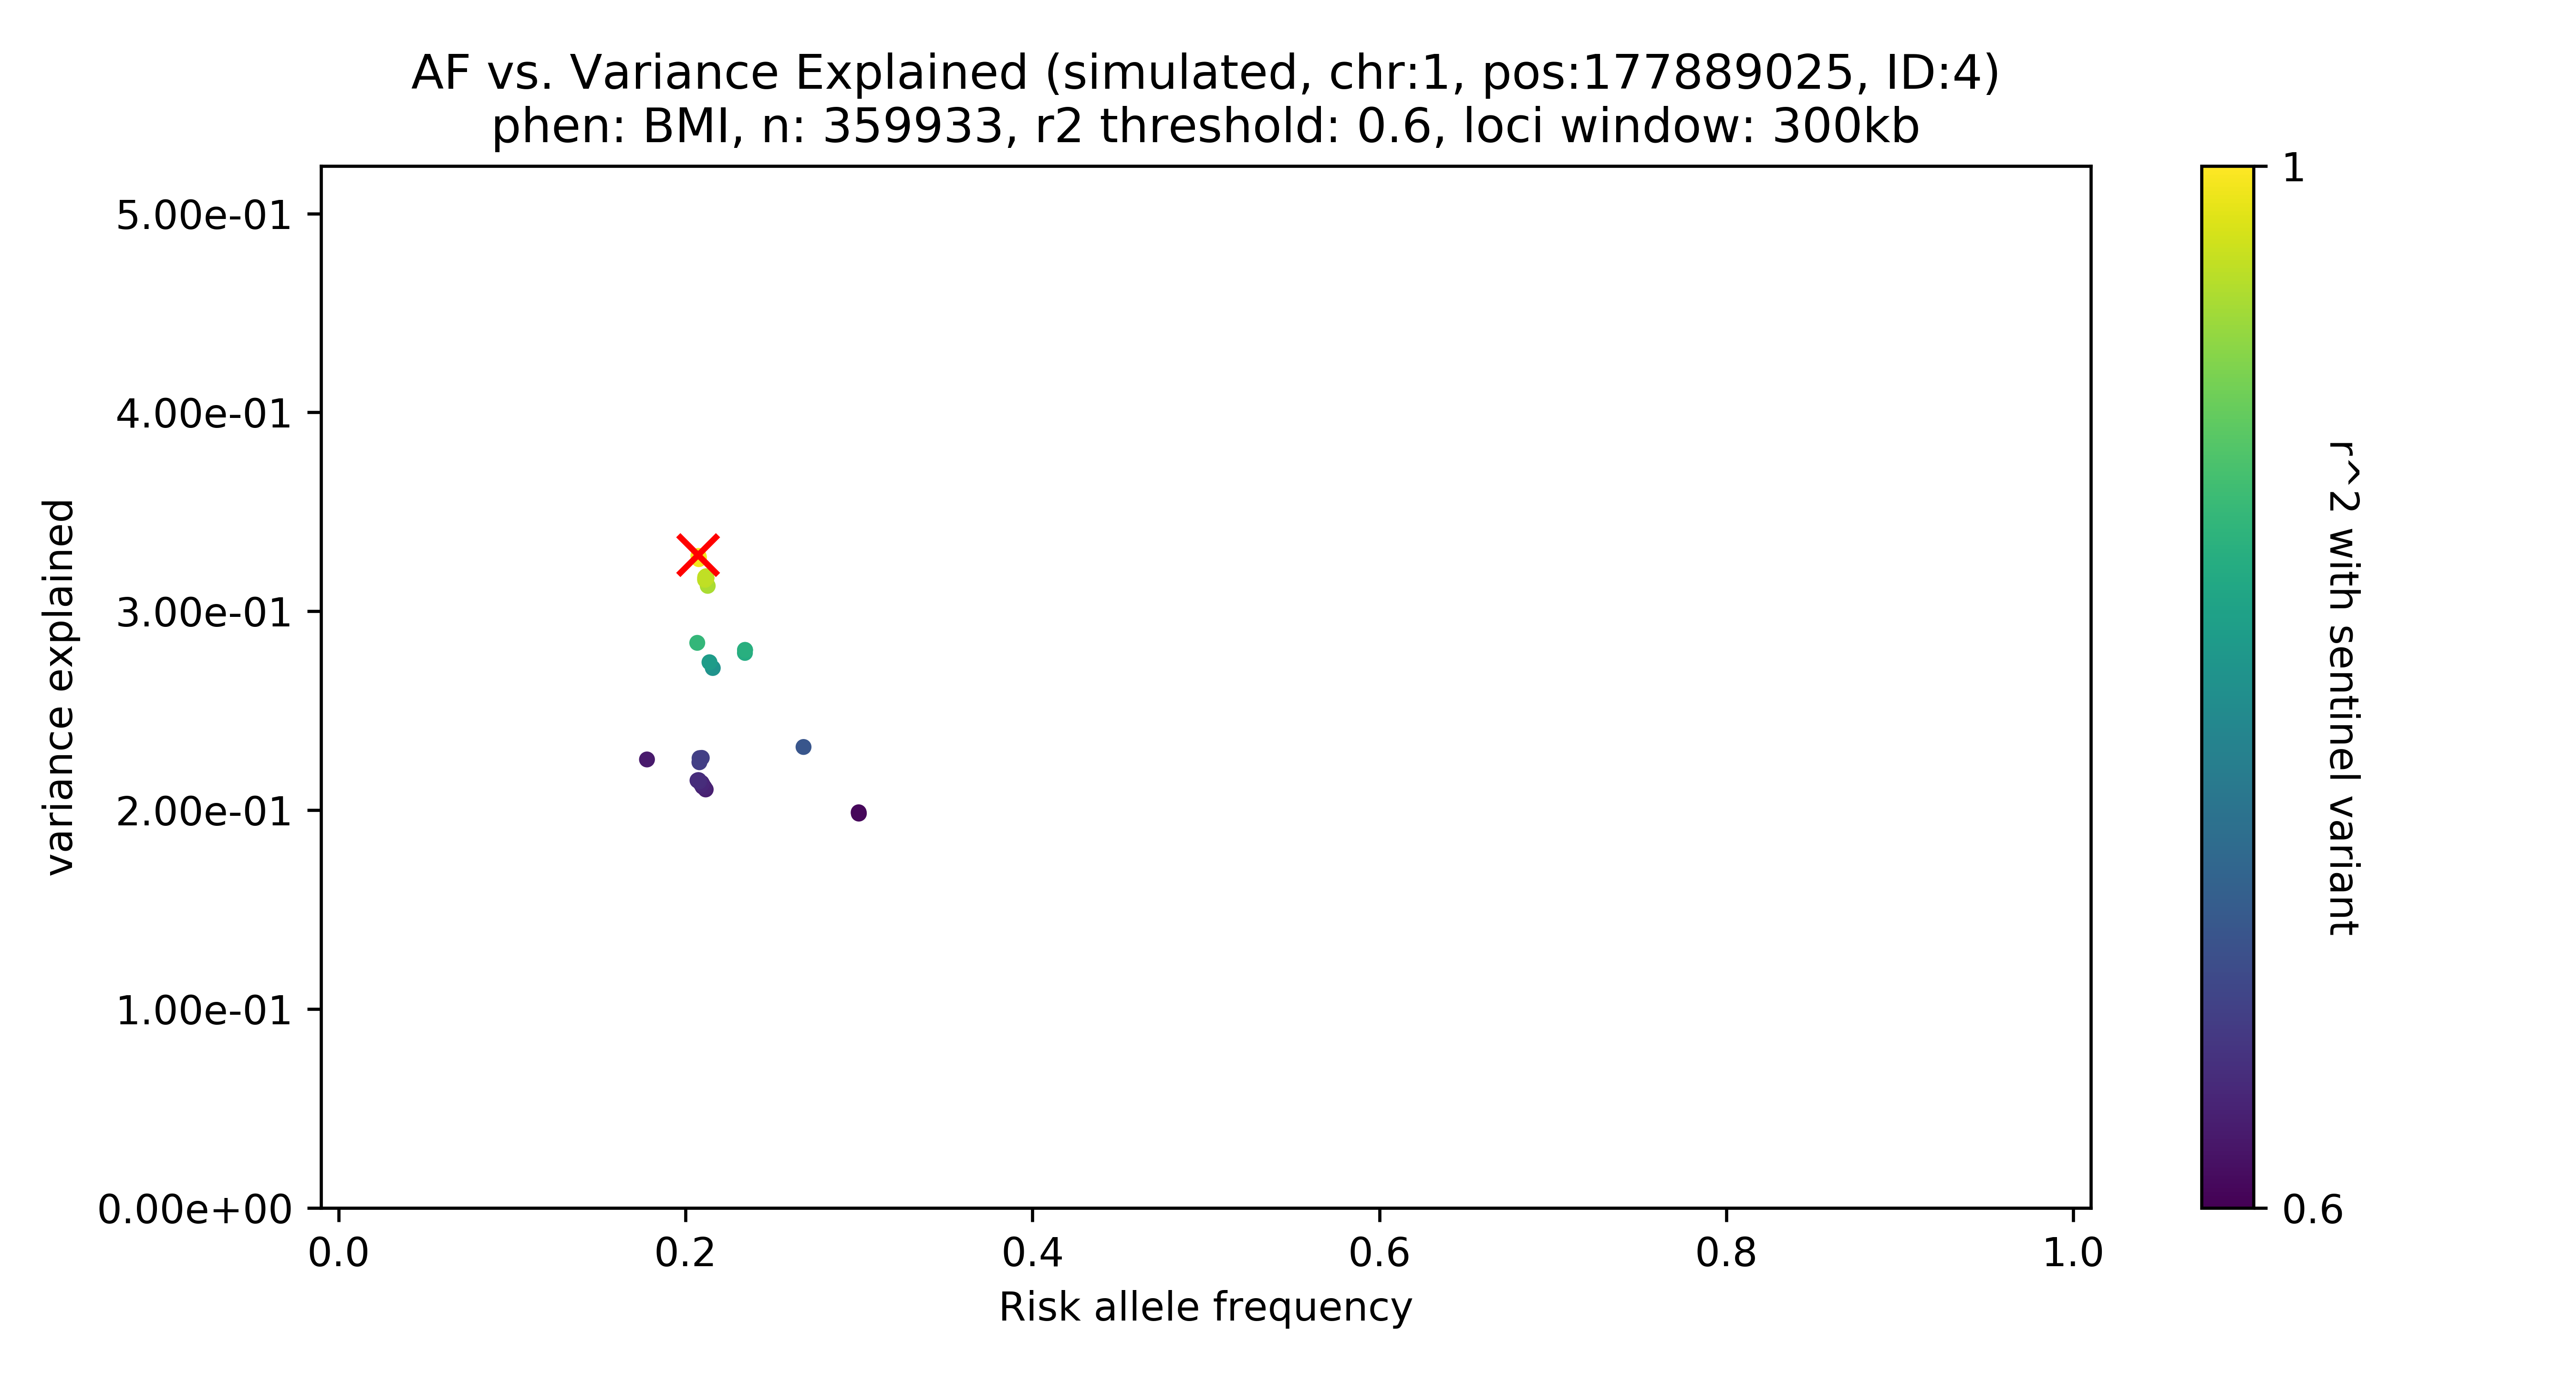 AF vs. Variance Explained (simulated, chr:1, pos:177889025, ID:4)
phen: BMI, n: 359933, r2 threshold: 0.6, loci window: 300kb
variance explained
5.00e-01
4.00e-01
3.00e-01
2.00e-01
1.00e-01
0.00e+00
0.0 0.2 0.4 0.6 0.8 1.0
Risk allele frequency
1
0.6
r^2 with sentinel variant